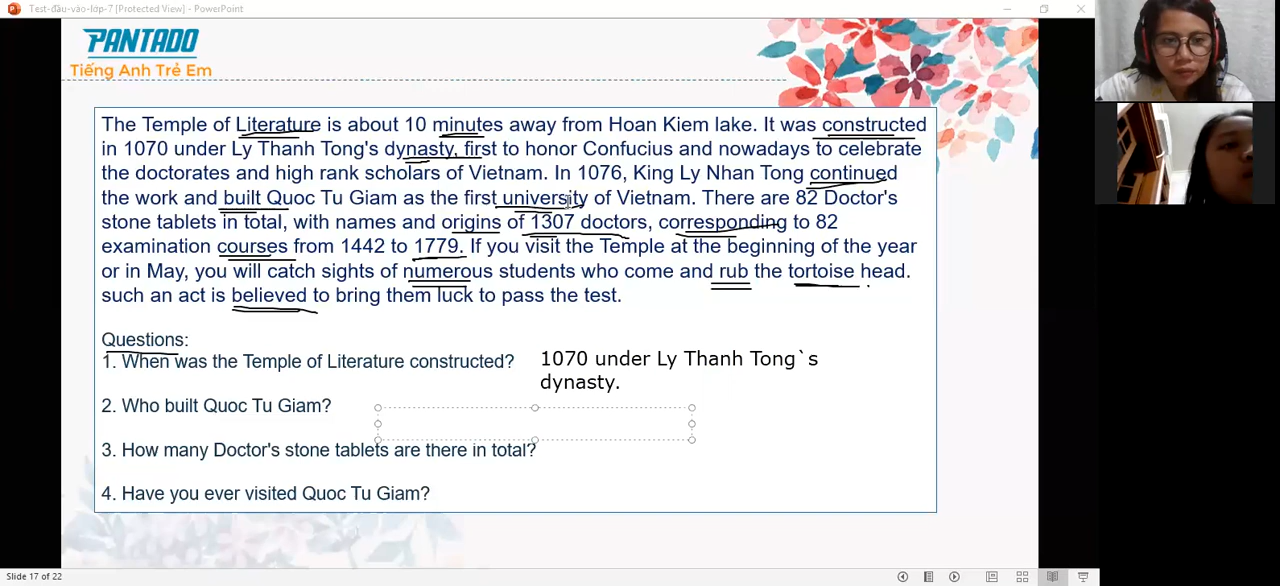 Test-đầu-vào-lớp-7 [Protected View] - PowerPoint
PANTADO
Tiếng Anh Trẻ Em
The Temple of Literature is about 10 minutes away from Hoan Kiem lake. It was constructed
in 1070 under Ly Thanh Tong's dynasty, first to honor Confucius and nowadays to celebrate
the doctorates and high rank scholars of Vietnam. In 1076, King Ly Nhan Tong continued
the work and built Quoc Tu Giam as the first university of Vietnam. There are 82 Doctor's
stone tablets in total, with names and origins of 1307 doctors, corresponding to 82
examination courses from 1442 to 1779. If you visit the Temple at the beginning of the year
or in May, you will catch sights of numerous students who come and rub the tortoise head.
such an act is believed to bring them luck to pass the test.
Questions:
1. When was the Temple of Literature constructed?
1070 under Ly Thanh Tong`s
dynasty.
2. Who built Quoc Tu Giam?
3. How many Doctor's stone tablets are there in total?
4. Have you ever visited Quoc Tu Giam?
Slide 17 of 22